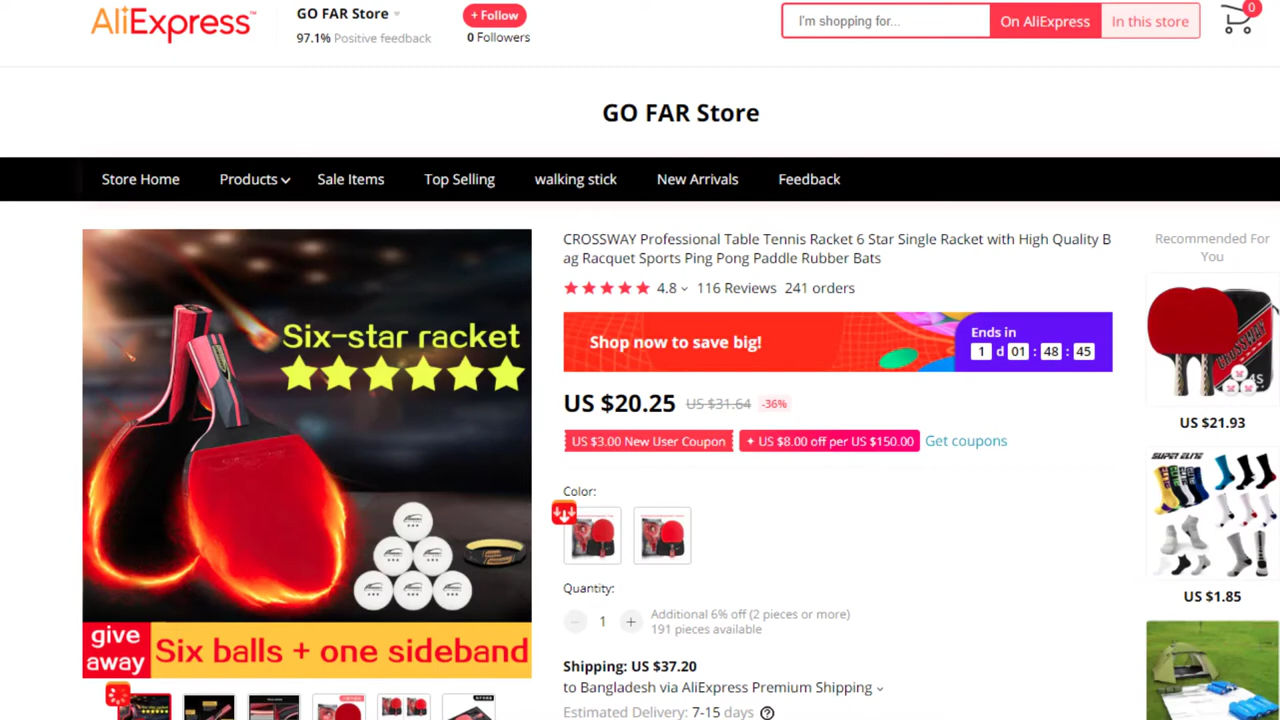 AliExpress™
GO FAR Store
97.1% Positive feedback
+ Follow
0 Followers
I'm shopping for...
On AliExpress
In this store
0
GO FAR Store
Store Home
Products
Sale Items
Top Selling
walking stick
New Arrivals
Feedback
Six-star racket
give
away
Six balls + one sideband
CROSSWAY Professional Table Tennis Racket 6 Star Single Racket with High Quality B
ag Racquet Sports Ping Pong Paddle Rubber Bats
4.8
116 Reviews
241 orders
Shop now to save big!
Ends in
1 d 01 : 48 : 45
US $20.25
US $31.64
-36%
US $3.00 New User Coupon
+ US $8.00 off per US $150.00
Get coupons
Color:
Quantity:
1
Additional 6% off (2 pieces or more)
191 pieces available
Shipping: US $37.20
to Bangladesh via AliExpress Premium Shipping
Estimated Delivery: 7-15 days
Recommended For
You
CROSSWAY
US $21.93
SUPER ELITE
US $1.85